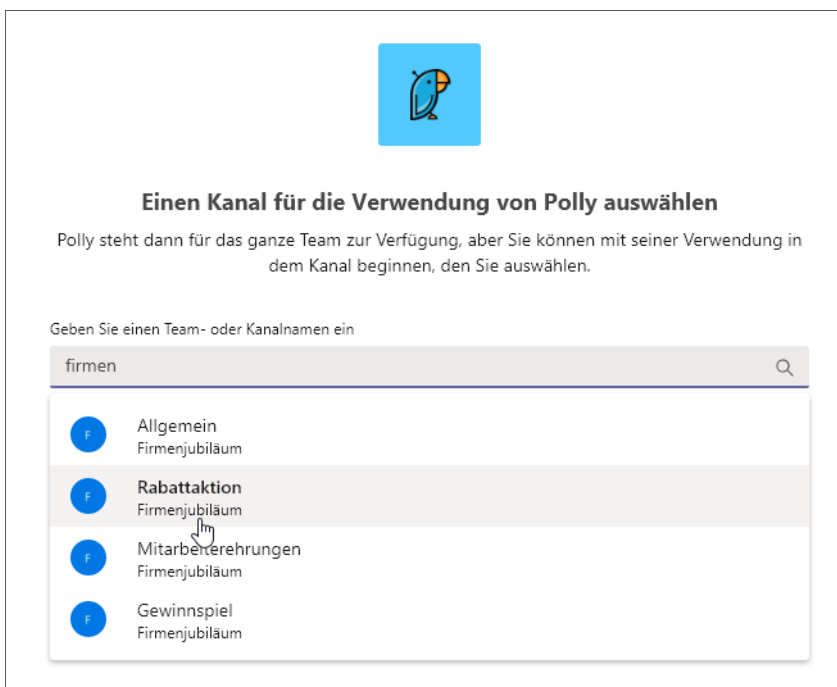 Einen Kanal für die Verwendung von Polly auswählen
Polly steht dann für das ganze Team zur Verfügung, aber Sie können mit seiner Verwendung in
dem Kanal beginnen, den Sie auswählen.
Geben Sie einen Team- oder Kanalnamen ein
firmen
F
Allgemein
Firmenjubiläum
F
Rabattaktion
Firmenjubiläum
F
Mitarbeiterehrungen
Firmenjubiläum
F
Gewinnspiel
Firmenjubiläum